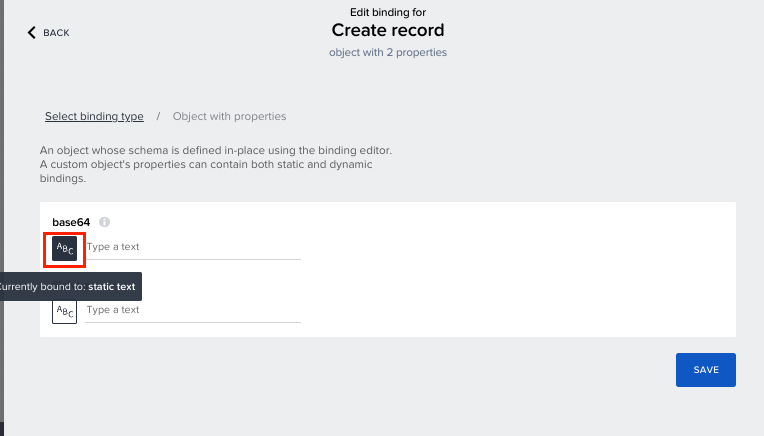 Edit binding for
BACK
Create record
object with 2 properties
Select binding type / Object with properties
An object whose schema is defined in-place using the binding editor.
A custom object's properties can contain both static and dynamic
bindings.
base64
ABC Type a text
urrently bound to: static text
ABC Type a text
SAVE